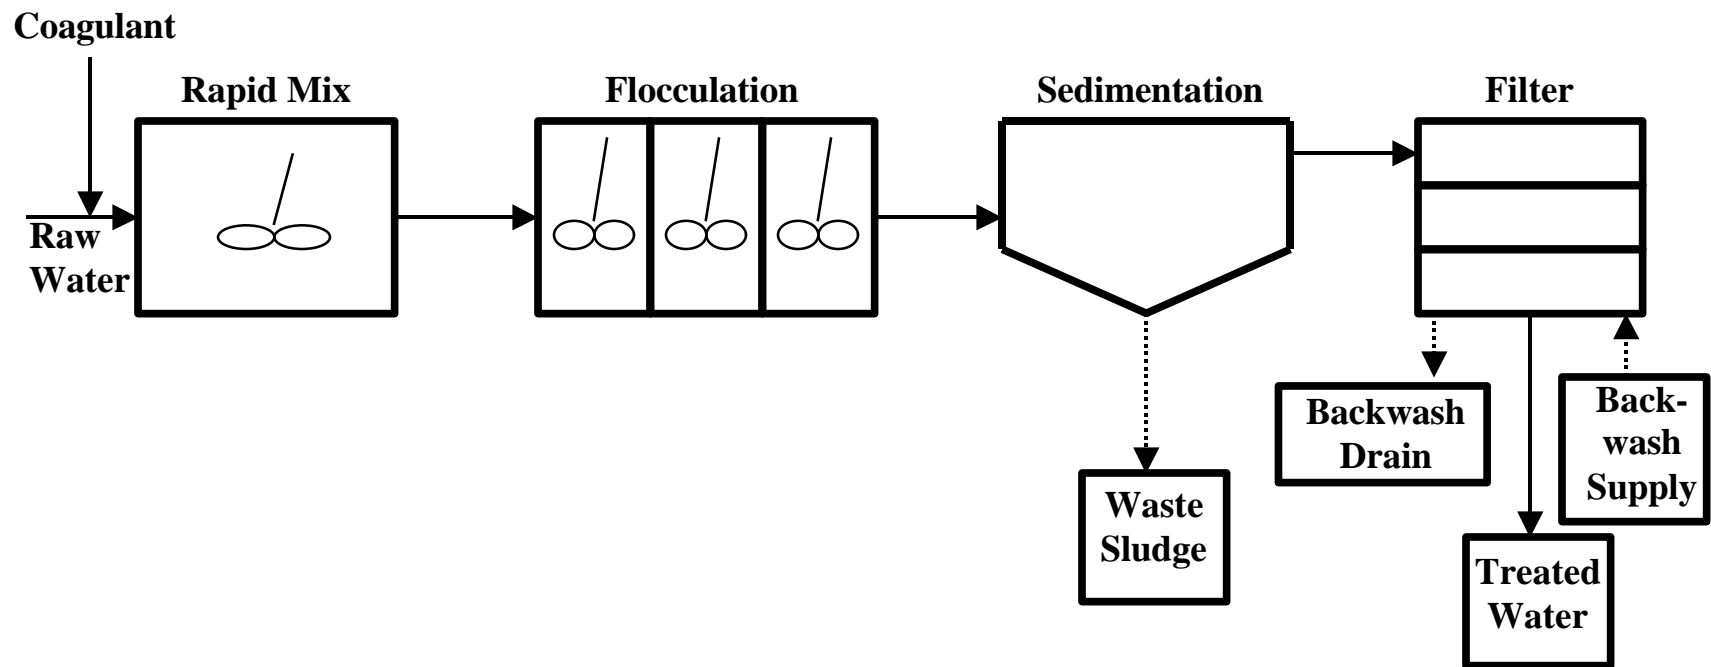 Coagulant
Rapid Mix
Flocculation
Sedimentation
Filter
Raw
Water
Backwash
Drain
Back-
wash
Supply
Waste
Sludge
Treated
Water